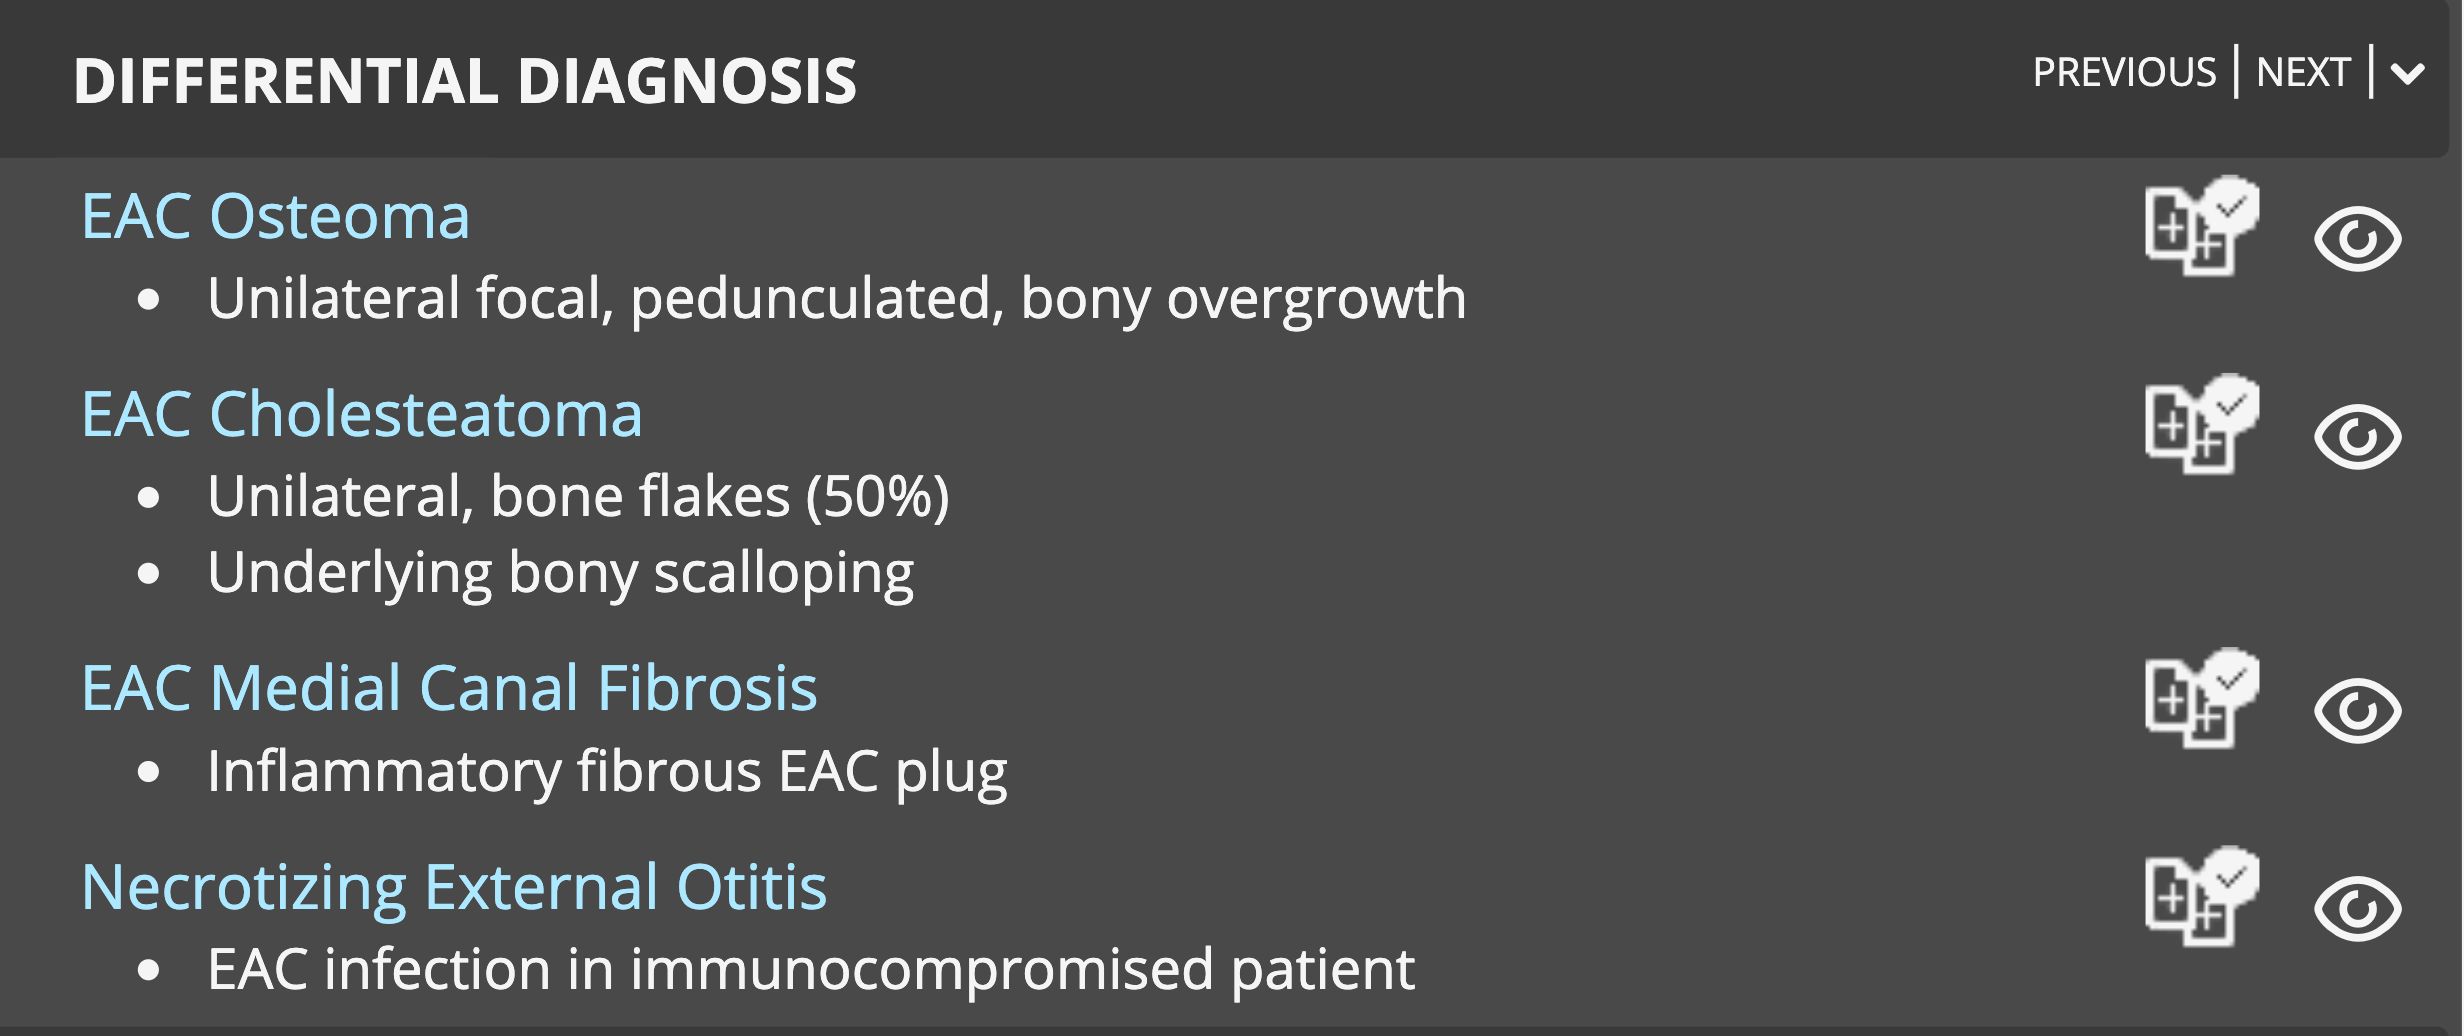 DIFFERENTIAL DIAGNOSIS
PREVIOUS | NEXT |
EAC Osteoma
• Unilateral focal, pedunculated, bony overgrowth
EAC Cholesteatoma
• Unilateral, bone flakes (50%)
• Underlying bony scalloping
EAC Medial Canal Fibrosis
• Inflammatory fibrous EAC plug
Necrotizing External Otitis
• EAC infection in immunocompromised patient